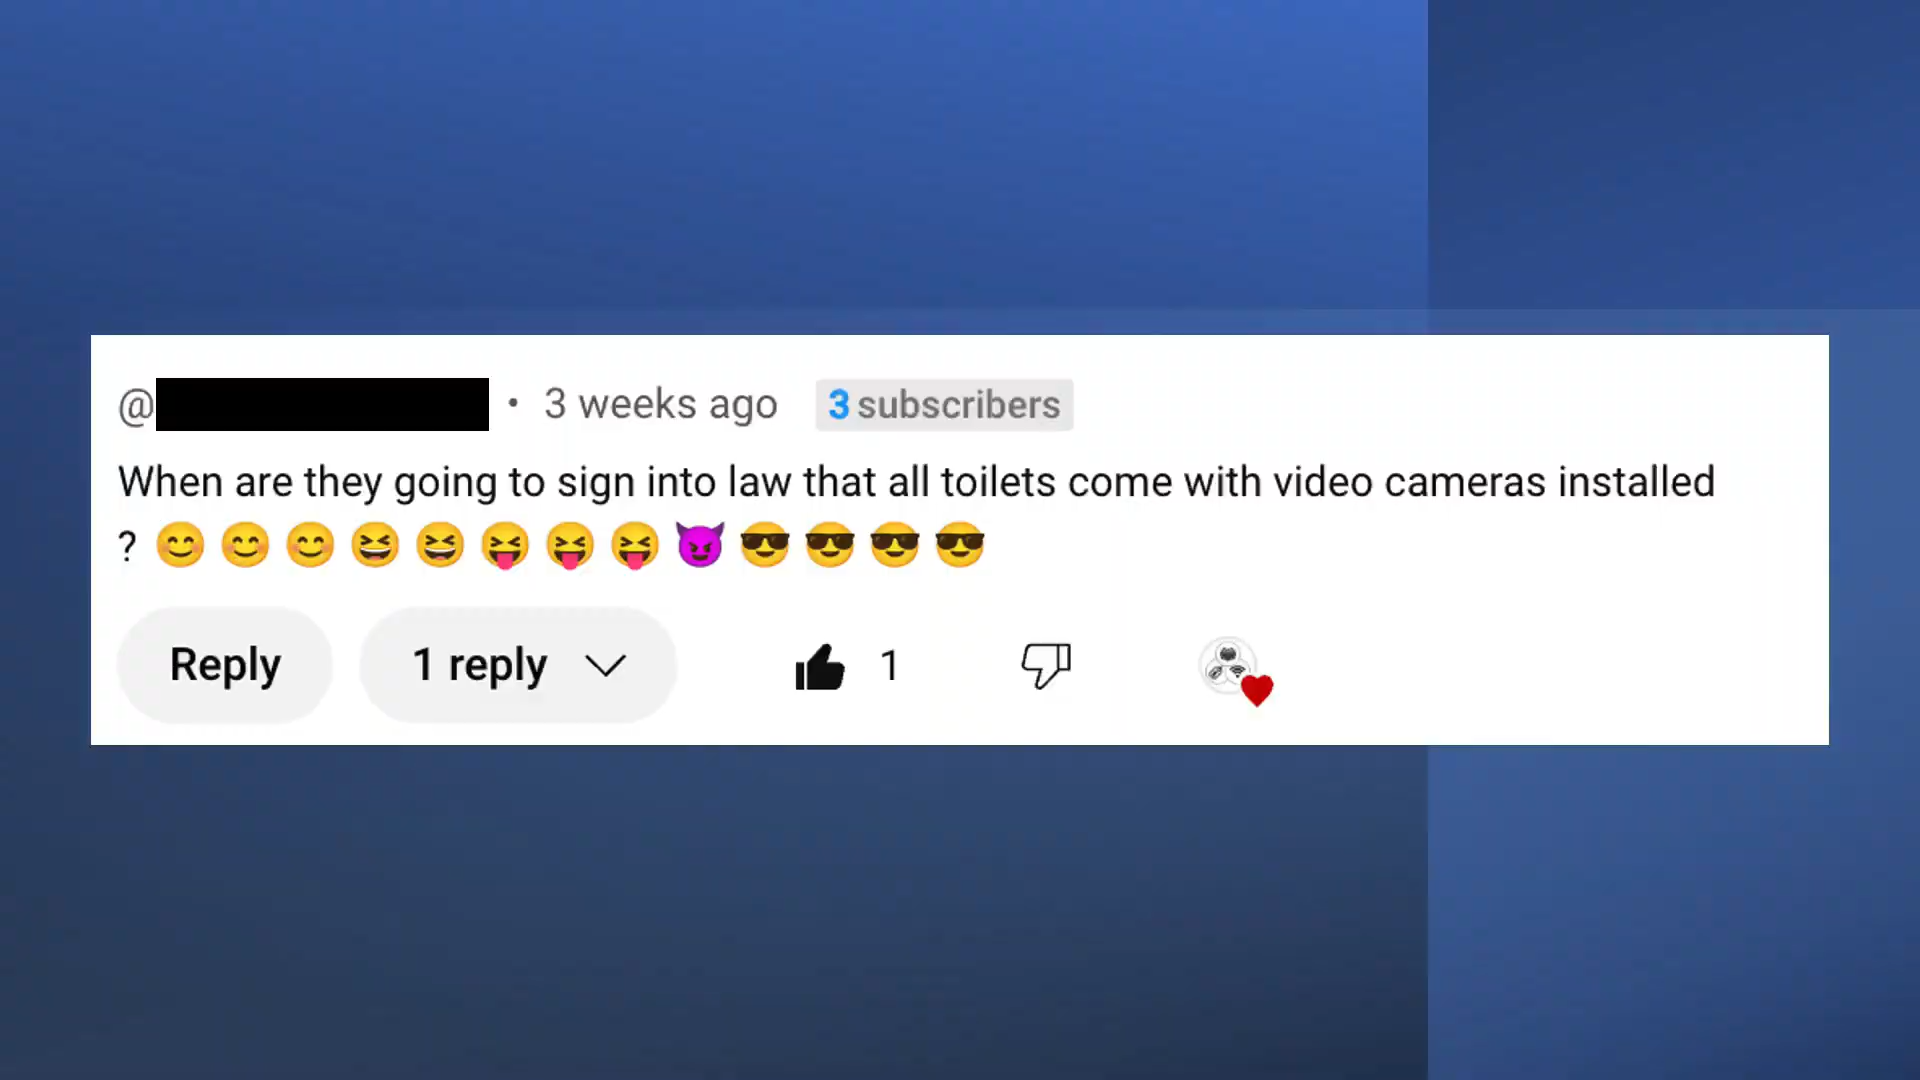 @ • 3 weeks ago 3 subscribers
When are they going to sign into law that all toilets come with video cameras installed
? 😊 😊 😊 😆 😆 😝 😝 😝 😈 😎 😎 😎 😎
Reply 1 reply 1